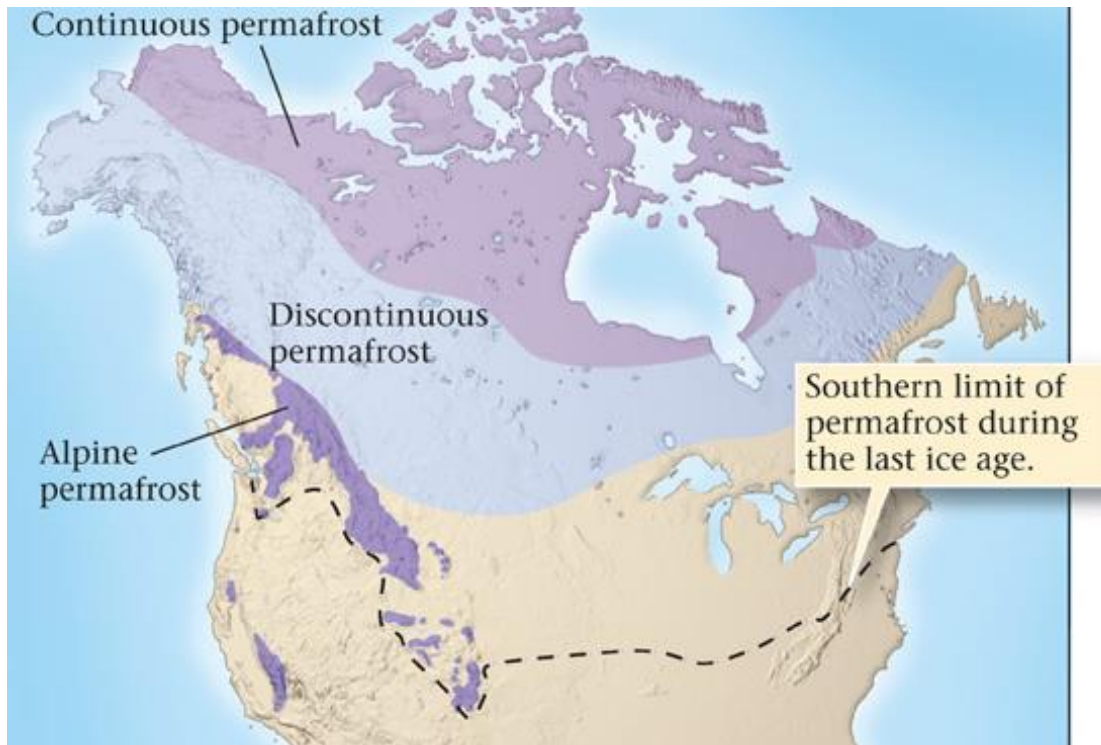 Continuous permafrost
Discontinuous
permafrost
Alpine
permafrost
Southern limit of
permafrost during
the last ice age.